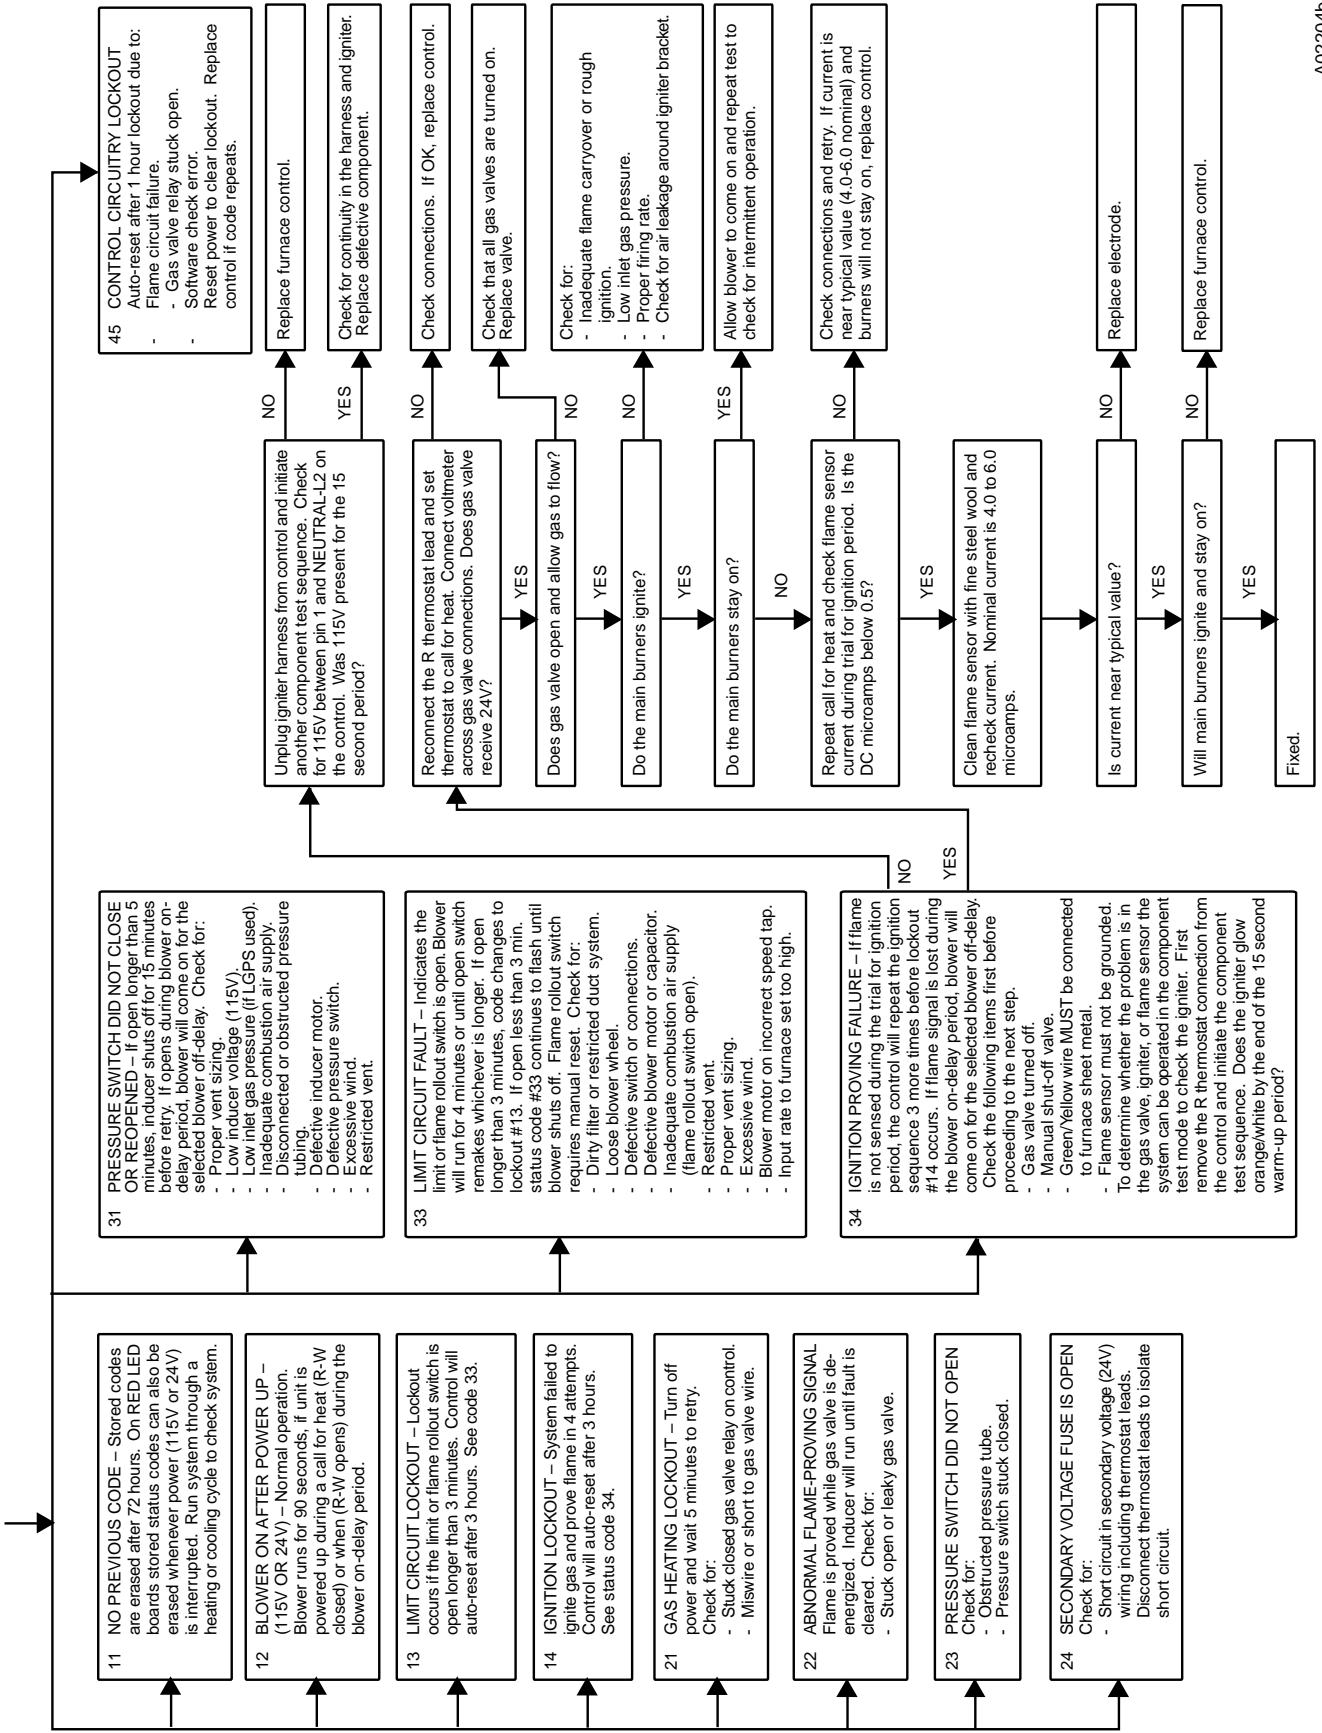 11 NO PREVIOUS CODE – Stored codes
are erased after 72 hours. On RED LED
boards stored status codes can also be
erased whenever power (115V or 24V)
is interrupted. Run system through a
heating or cooling cycle to check system.
12 BLOWER ON AFTER POWER UP –
(115V OR 24V) – Normal operation.
Blower runs for 90 seconds, if unit is
powered up during a call for heat (R-W
closed) or when (R-W opens) during the
blower on-delay period.
13 LIMIT CIRCUIT LOCKOUT – Lockout
occurs if the limit or flame rollout switch is
open longer than 3 minutes. Control will
auto-reset after 3 hours. See code 33.
14 IGNITION LOCKOUT – System failed to
ignite gas and prove flame in 4 attempts.
Control will auto-reset after 3 hours.
See status code 34.
21 GAS HEATING LOCKOUT – Turn off
power and wait 5 minutes to retry.
Check for:
- Stuck closed gas valve relay on control.
- Miswire or short to gas valve wire.
22 ABNORMAL FLAME-PROVING SIGNAL
Flame is proved while gas valve is de-
energized. Inducer will run until fault is
cleared. Check for:
- Stuck open or leaky gas valve.
23 PRESSURE SWITCH DID NOT OPEN
Check for:
- Obstructed pressure tube.
- Pressure switch stuck closed.
24 SECONDARY VOLTAGE FUSE IS OPEN
Check for:
- Short circuit in secondary voltage (24V)
wiring including thermostat leads.
Disconnect thermostat leads to isolate
short circuit.
31 PRESSURE SWITCH DID NOT CLOSE
OR REOPENED – If open longer than 5
minutes, inducer shuts off for 15 minutes
before retry. If opens during blower on-
delay period, blower will come on for the
selected blower off-delay. Check for:
- Proper vent sizing.
- Low inducer voltage (115V).
- Low inlet gas pressure (if LGPS used).
- Inadequate combustion air supply.
- Disconnected or obstructed pressure
tubing.
- Defective inducer motor.
- Defective pressure switch.
- Excessive wind.
- Restricted vent.
33 LIMIT CIRCUIT FAULT – Indicates the
limit or rollout switch is open. Blower
will run for 4 minutes or until open switch
remakes whichever is longer. If open
longer than 3 minutes, code changes to
lockout #13. If open less than 3 min.
status code #33 continues to flash until
blower shuts off. Flame rollout switch
requires manual reset. Check for:
- Dirty filter or restricted duct system.
- Loose blower wheel.
- Defective switch or connections.
- Defective blower motor or capacitor.
- Inadequate combustion air supply
(flame rollout switch open).
- Restricted vent.
- Proper vent sizing.
- Excessive wind.
- Blower motor on incorrect speed tap.
- Input rate to furnace set too high.
34 IGNITION PROVING FAILURE – If flame
is not sensed during the trial for ignition
period, the control will repeat the ignition
sequence 3 more times before lockout
#14 occurs. If flame signal is lost during
the blower on-delay period, blower will
come on for the selected blower off-delay.
Check the following items first before
proceeding to the next step.
- Gas valve turned off.
- Manual shut-off valve.
- Green/Yellow wire MUST be connected
to furnace sheet metal.
- Flame sensor must not be grounded.
To determine whether the problem is in
the gas valve, igniter, or flame sensor the
system can be operated in the component
test mode to check the igniter. First
remove the R thermostat connection from
the control and initiate the component
test sequence. Does the igniter glow
orange/white by the end of the 15 second
warm-up period?
NO
YES
Unplug igniter harness from control and initiate
another component test sequence. Check
for 115V between pin 1 and NEUTRAL-L2 on
the control. Was 115V present for the 15
second period?
NO
YES
Reconnect the R thermostat lead and set
thermostat to call for heat. Connect voltmeter
across gas valve connections. Does gas valve
receive 24V?
NO
YES
Does gas valve open and allow gas to flow?
NO
YES
Do the main burners ignite?
NO
YES
Do the main burners stay on?
YES
NO
Repeat call for heat and check flame sensor
current during trial for ignition period. Is the
DC microamps below 0.5?
NO
YES
Clean flame sensor with fine steel wool and
recheck current. Nominal current is 4.0 to 6.0
microamps.
Is current near typical value?
NO
YES
Will main burners ignite and stay on?
NO
YES
Fixed.
45 CONTROL CIRCUITRY LOCKOUT
Auto-reset after 1 hour lockout due to:
- Flame circuit failure.
- Gas valve relay stuck open.
- Software check error.
Reset power to clear lockout. Replace
control if code repeats.
Replace furnace control.
Check for continuity in the harness and igniter.
Replace defective component.
Check connections. If OK, replace control.
Check that all gas valves are turned on.
Replace valve.
Check for:
- Inadequate flame carryover or rough
ignition.
- Low inlet gas pressure.
- Proper firing rate.
- Check for air leakage around igniter bracket.
Allow blower to come on and repeat test to
check for intermittent operation.
Check connections and retry. If current is
near typical value (4.0-6.0 nominal) and
burners will not stay on, replace control.
Replace electrode.
Replace furnace control.